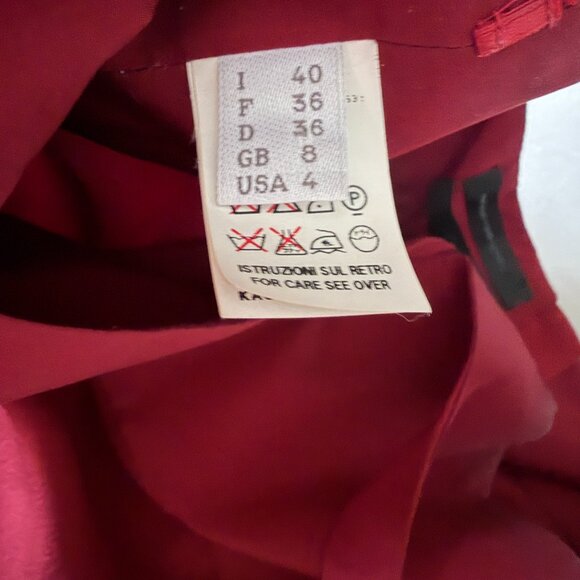 I 40
F 36
D 36
GB 8
USA 4
P
ISTRUZIONI SUL RETRO
FOR CARE SEE OVER